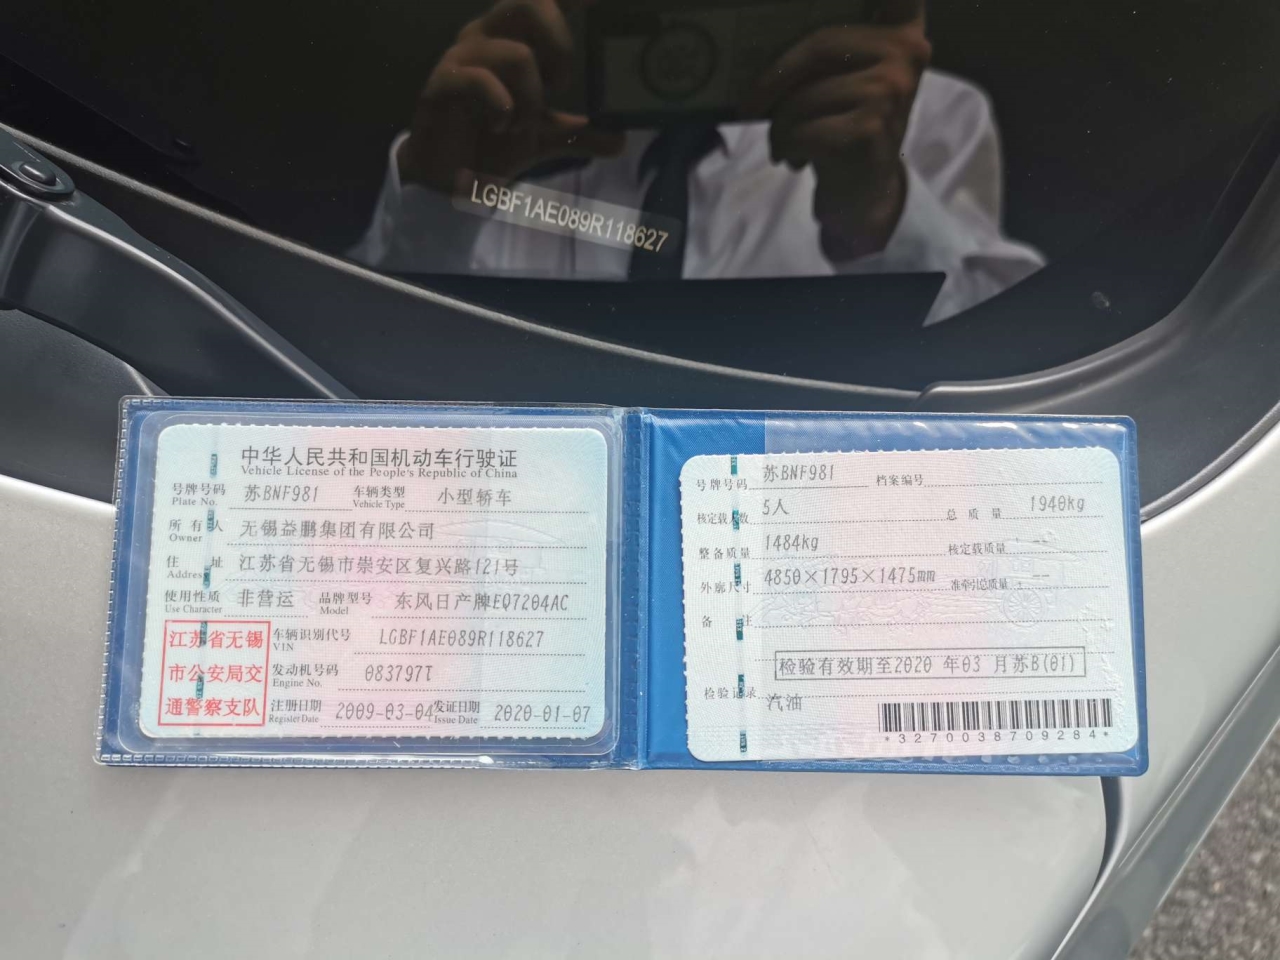 LGBF1AE089R118627
中华人民共和国机动车行驶证
Vehicle License of the People's Republic of China
号牌号码 苏BNF981 车辆类型 小型轿车
Plate No. Vehicle Type
所有人 无锡益鹏集团有限公司
Owner
住址 江苏省无锡市崇安区复兴路121号
Address
使用性质 非营运 品牌型号 东风日产牌EQ7204AC
Use Character Model
江苏省无锡
市公安局交
通警察支队
车辆识别代号 LGBF1AE089R118627
VIN
发动机号码 083797T
Engine No.
注册日期 2009-03-04 发证日期 2020-01-07
Register Date Issue Date
号牌号码 苏BNF981 档案编号
核定载人数 5人 总质量 1940kg
整备质量 1484kg 核定载质量 --
外廓尺寸 4850×1795×1475mm 准牵引总质量 --
备注
检验有效期至2020年03月苏B(01)
检验记录
汽油
*3270038709284*